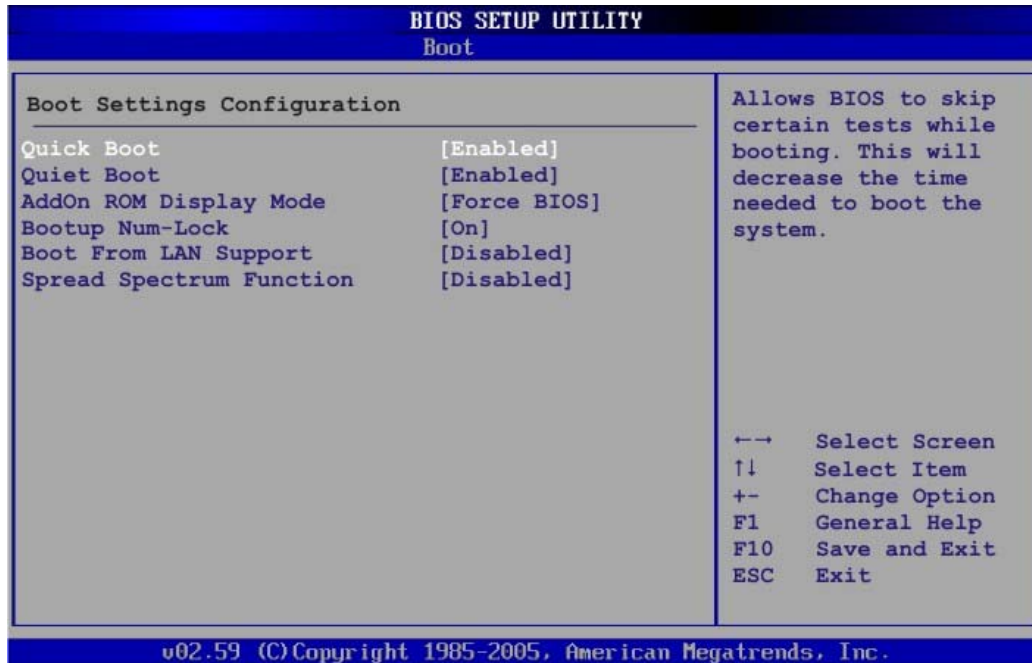 BIOS SETUP UTILITY
Boot
Boot Settings Configuration
Quick Boot [Enabled]
Quiet Boot [Enabled]
AddOn ROM Display Mode [Force BIOS]
Bootup Num-Lock [On]
Boot From LAN Support [Disabled]
Spread Spectrum Function [Disabled]
Allows BIOS to skip
certain tests while
booting. This will
decrease the time
needed to boot the
system.
←→ Select Screen
↑↓ Select Item
+- Change Option
F1 General Help
F10 Save and Exit
ESC Exit
v02.59 (C)Copyright 1985-2005, American Megatrends, Inc.